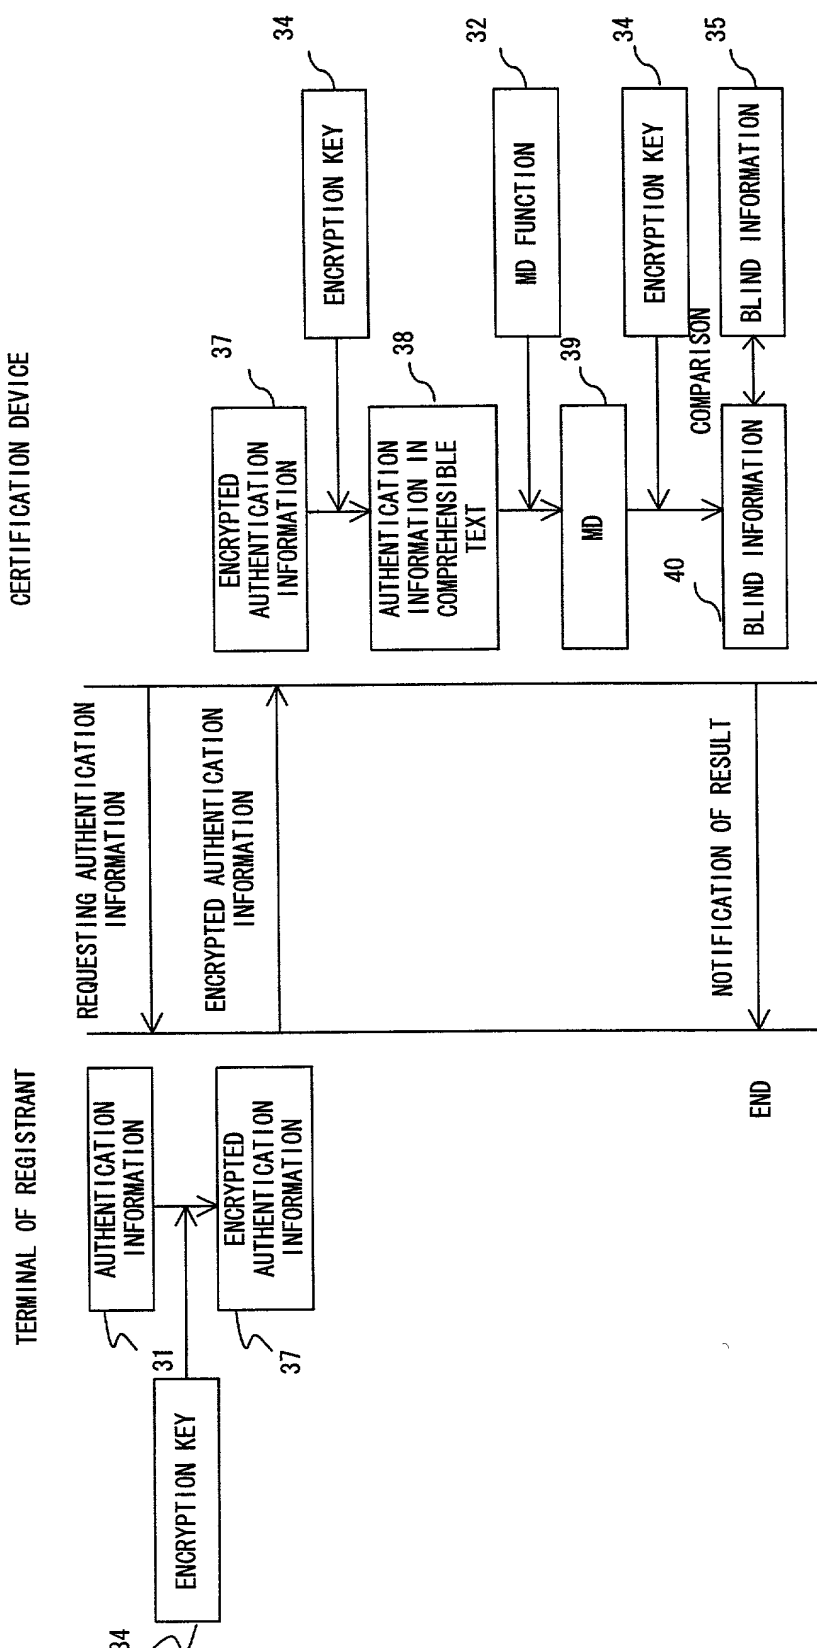 TERMINAL OF REGISTRANT
CERTIFICATION DEVICE
34
ENCRYPTION KEY
31
AUTHENTICATION
INFORMATION
37
ENCRYPTED
AUTHENTICATION
INFORMATION
REQUESTING AUTHENTICATION
INFORMATION
ENCRYPTED AUTHENTICATION
INFORMATION
37
ENCRYPTED
AUTHENTICATION
INFORMATION
34
ENCRYPTION KEY
38
AUTHENTICATION
INFORMATION IN
COMPREHENSIBLE
TEXT
32
MD FUNCTION
39
MD
34
ENCRYPTION KEY
COMPARISON
40
BLIND INFORMATION
35
BLIND INFORMATION
NOTIFICATION OF RESULT
END